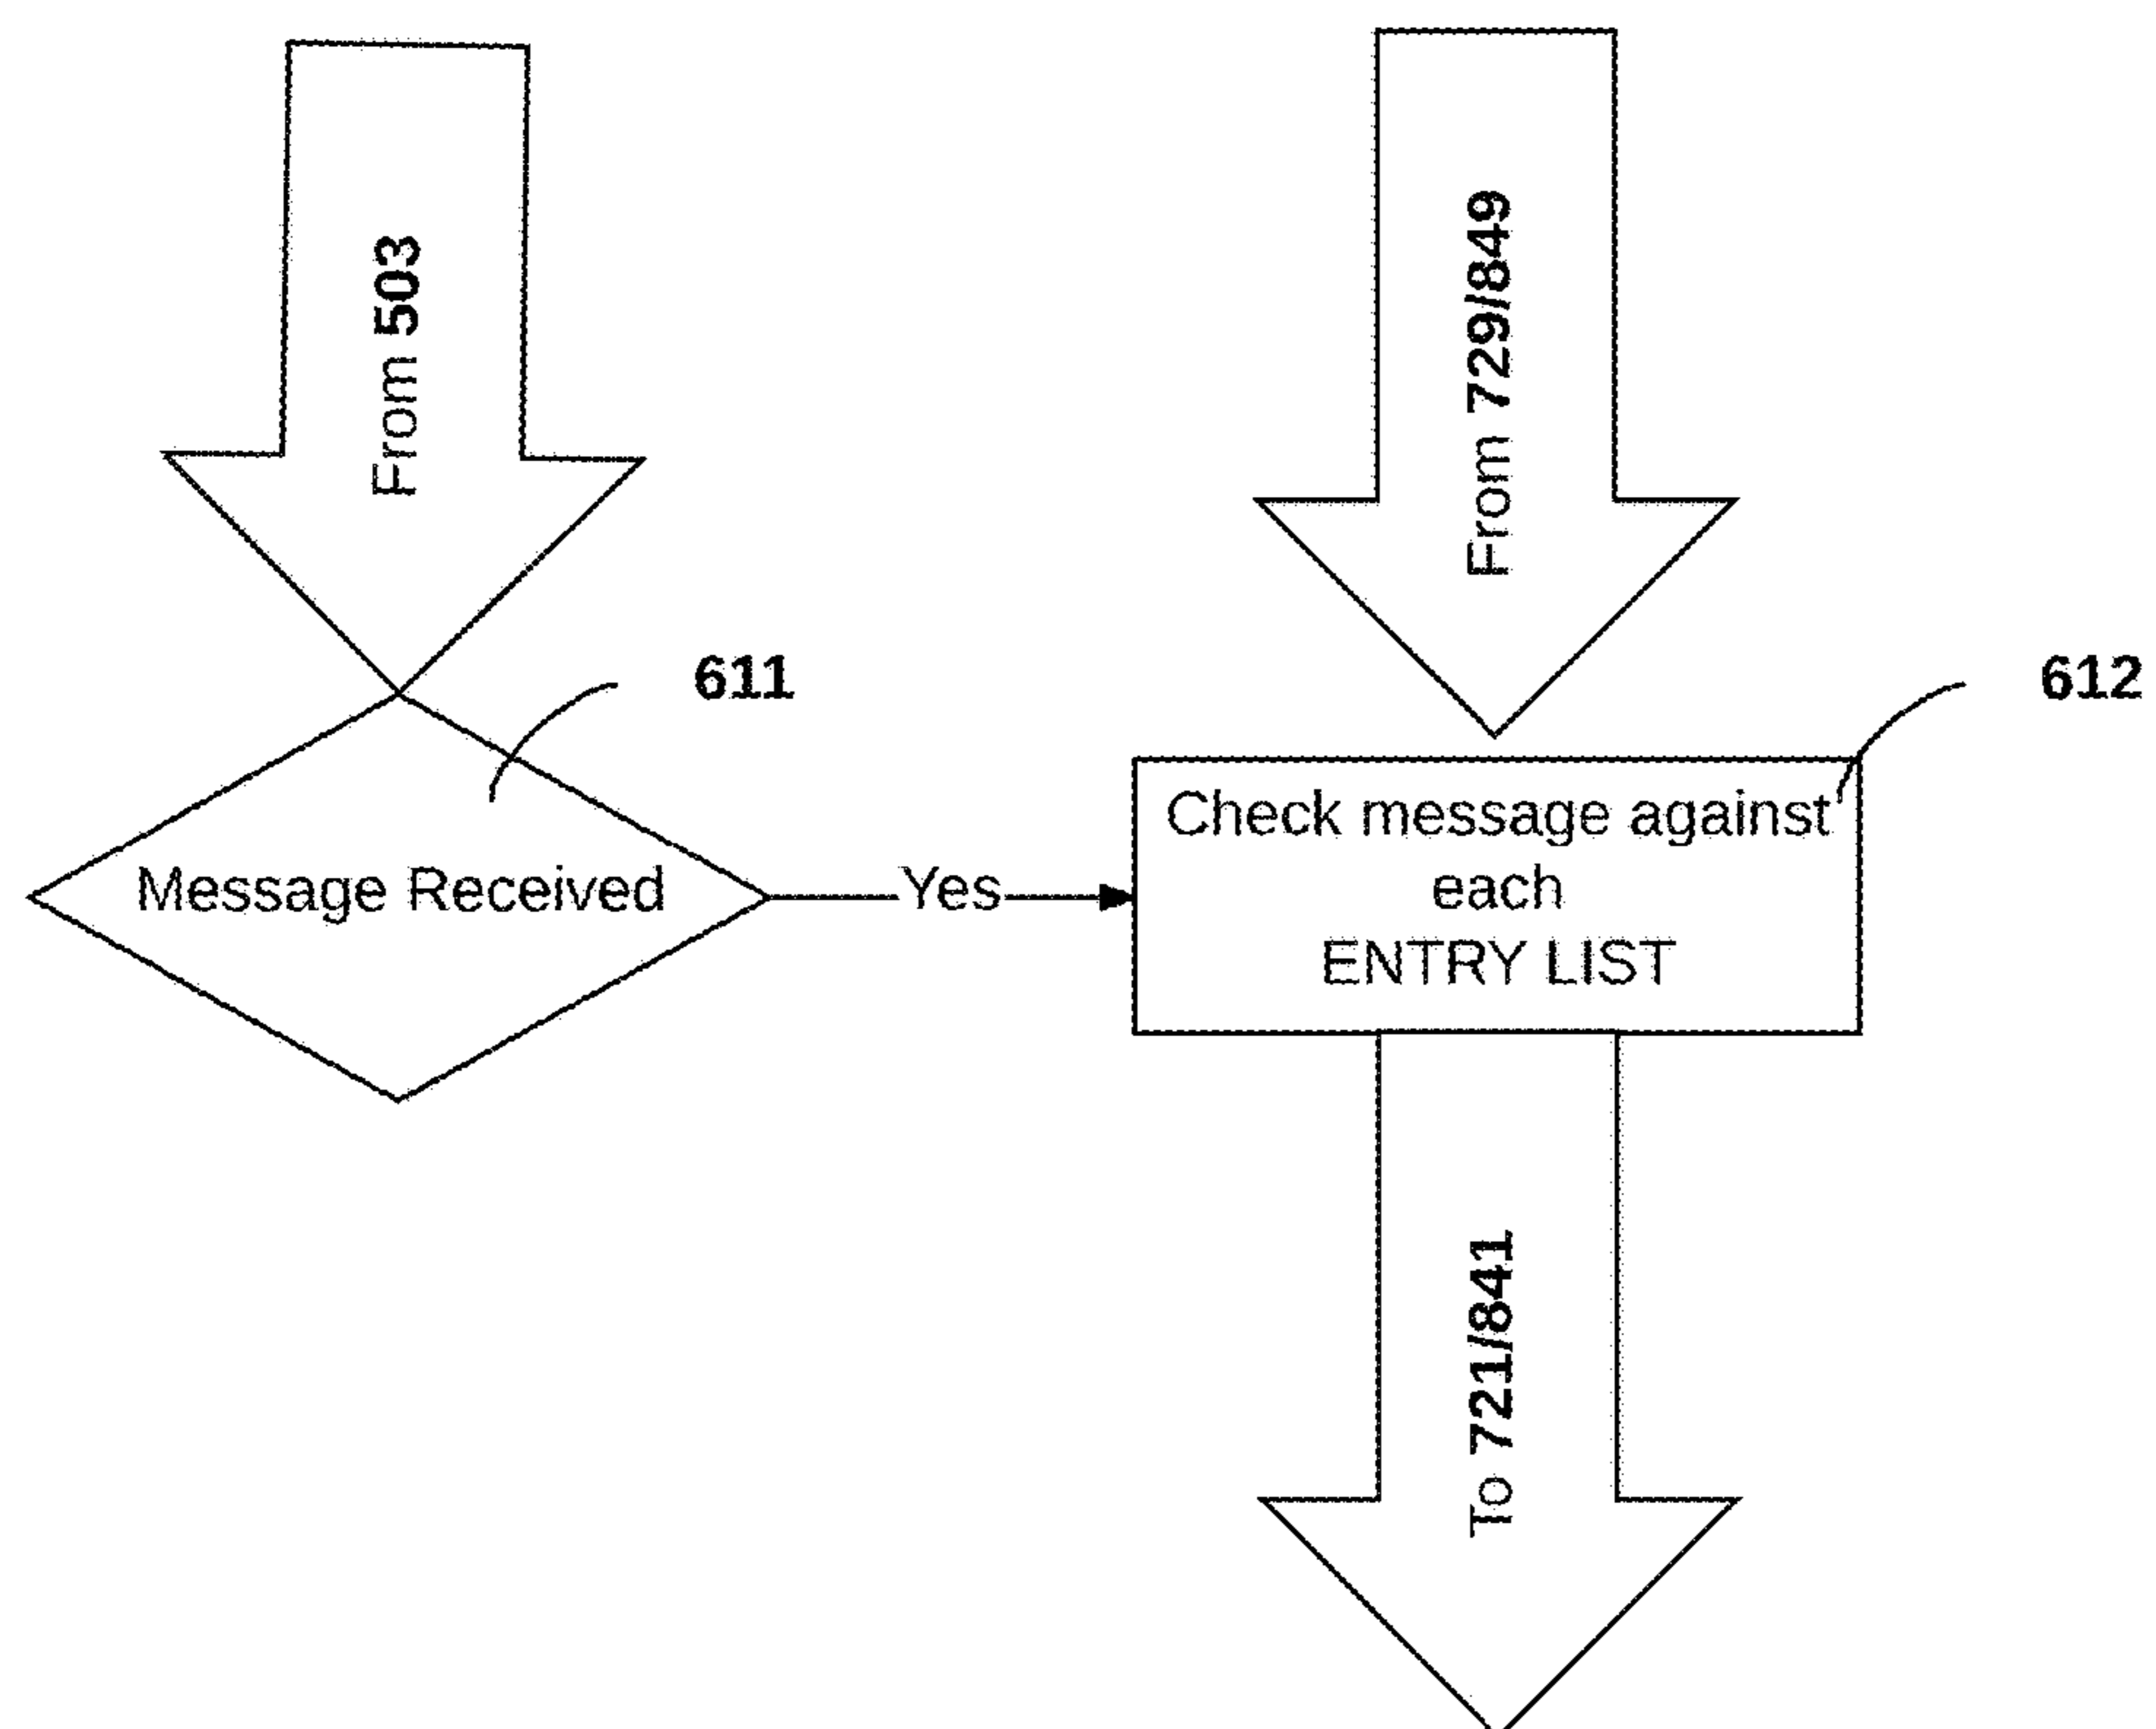 From 503
From 729/849
611
612
Message Received
Yes
Check message against
each
ENTRY LIST
To 721/841